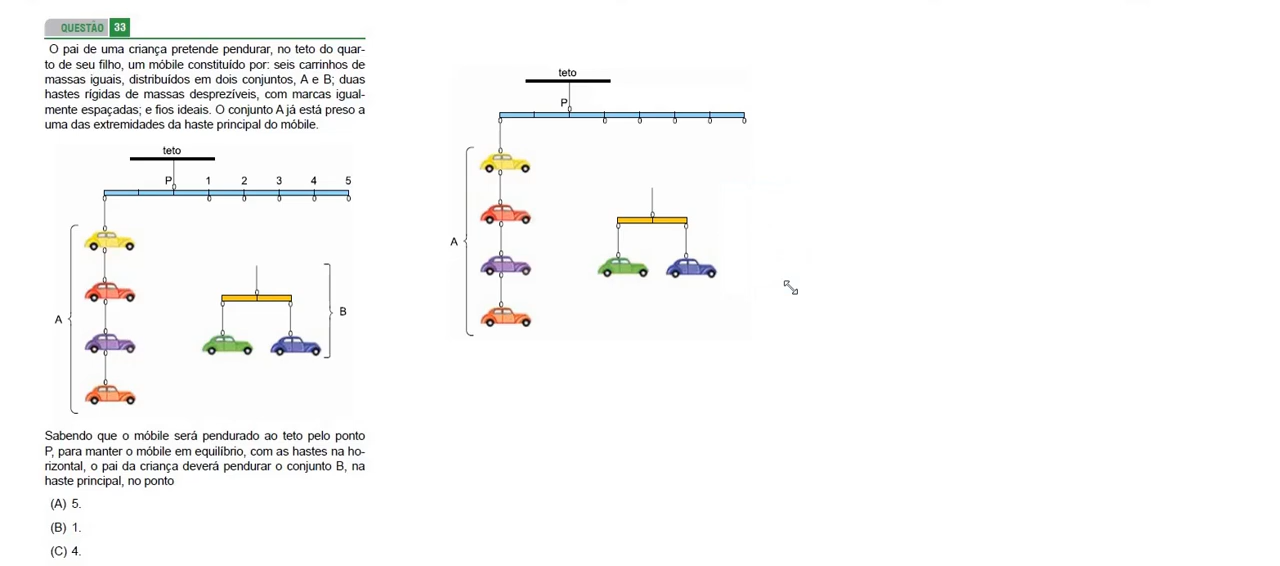 QUESTÃO 33
O pai de uma criança pretende pendurar, no teto do quar-
to de seu filho, um móbile constituído por: seis carrinhos de
massas iguais, distribuídos em dois conjuntos, A e B; duas
hastes rígidas de massas desprezíveis, com marcas igual-
mente espaçadas; e fios ideais. O conjunto A já está preso a
uma das extremidades da haste principal do móbile.
teto
P 1 2 3 4 5
A
B
Sabendo que o móbile será pendurado ao teto pelo ponto
P, para manter o móbile em equilíbrio, com as hastes na ho-
rizontal, o pai da criança deverá pendurar o conjunto B, na
haste principal, no ponto
(A) 5.
(B) 1.
(C) 4.
teto
P
A